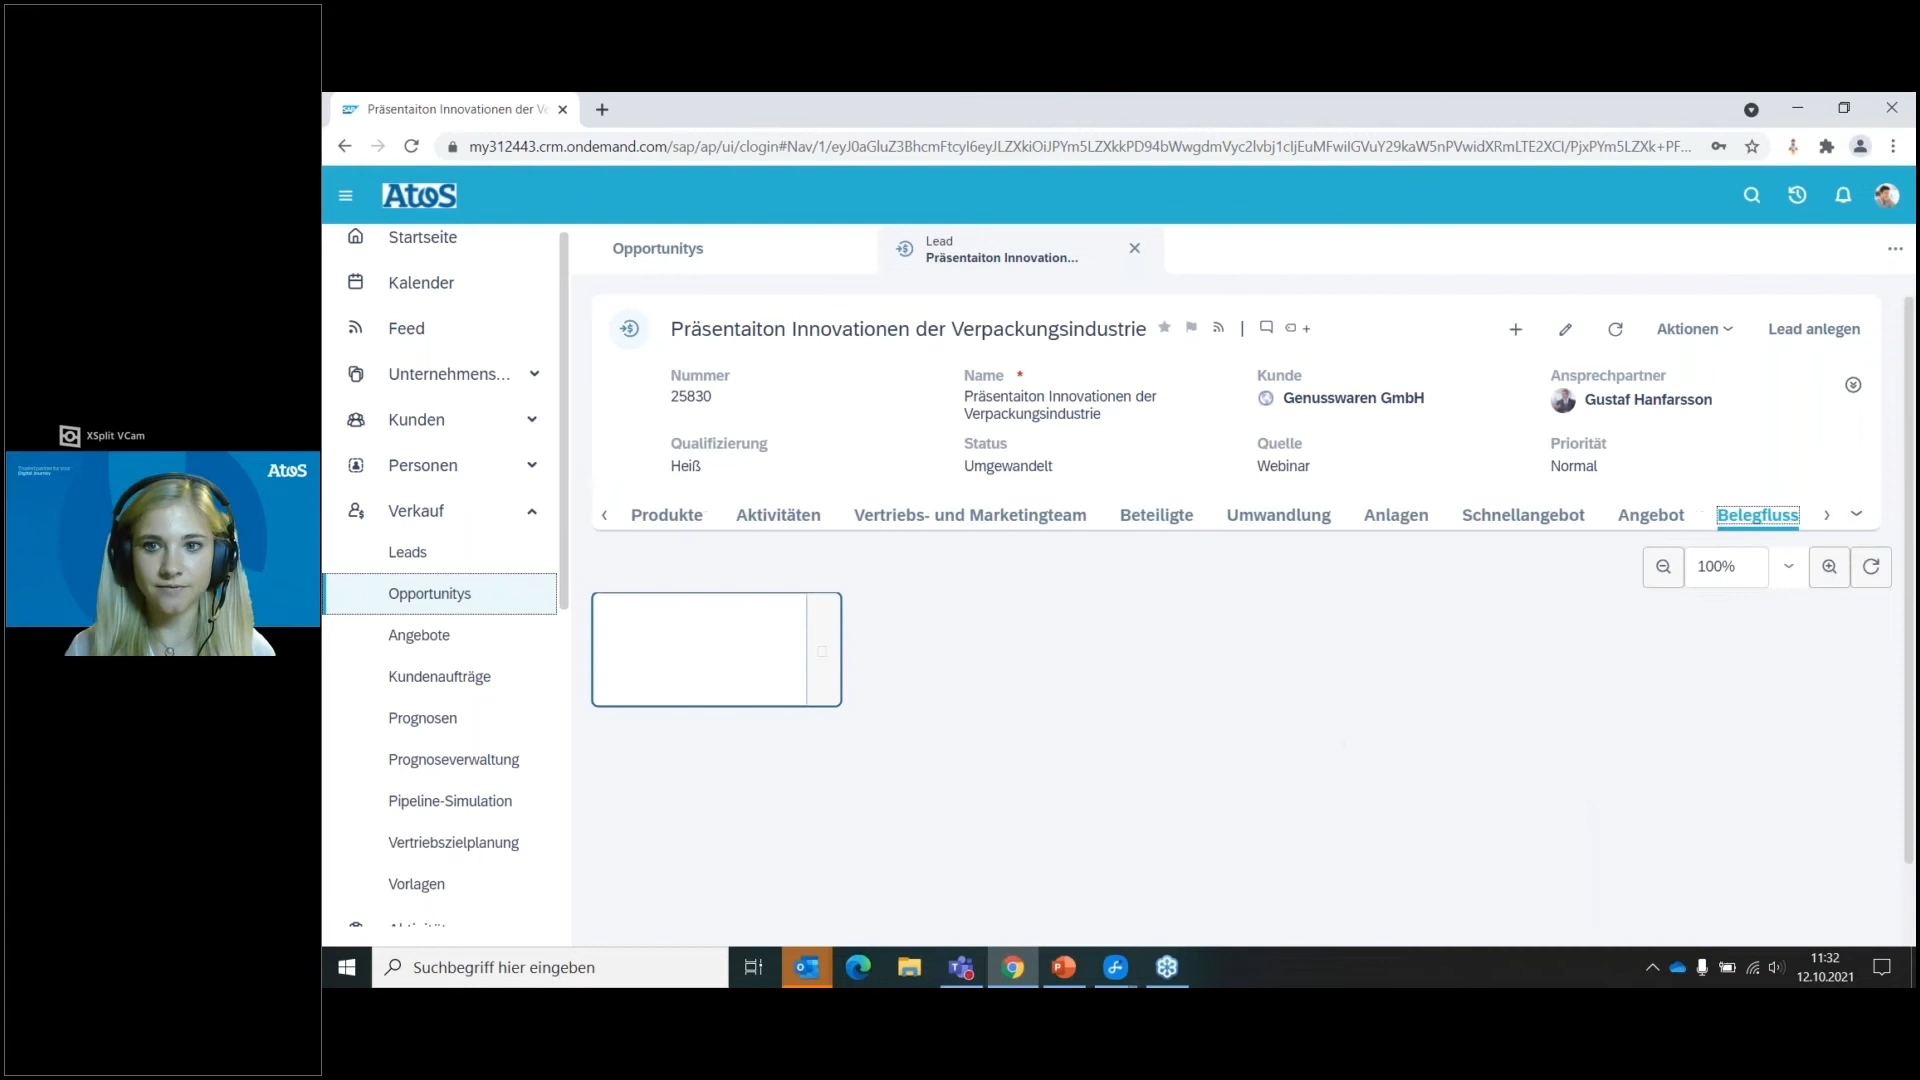 XSplit VCam
Atos
Präsentaiton Innovationen der Ve
my312443.crm.ondemand.com/sap/ap/ui/clogin#Nav/1/eyJ0aGluZ3BhcmFtcyI6eyJLZXkiOiJPYm5LZXkkPD94bWwgdmVyc2lvbj1cIjEuMFwiIGVuY29kaW5nPVwidXRmLTE2XCI/PjxPYm5LZXk+PF...
Atos
Startseite
Kalender
Feed
Unternehmens...
Kunden
Personen
Verkauf
Leads
Opportunitys
Angebote
Kundenaufträge
Prognosen
Prognoseverwaltung
Pipeline-Simulation
Vertriebszielplanung
Vorlagen
Opportunitys
Lead
Präsentaiton Innovation...
Präsentaiton Innovationen der Verpackungsindustrie
Aktionen
Lead anlegen
Nummer
25830
Name *
Präsentaiton Innovationen der
Verpackungsindustrie
Kunde
Genusswaren GmbH
Ansprechpartner
Gustaf Hanfarsson
Qualifizierung
Heiß
Status
Umgewandelt
Quelle
Webinar
Priorität
Normal
Produkte Aktivitäten Vertriebs- und Marketingteam Beteiligte Umwandlung Anlagen Schnellangebot Angebot Belegfluss
100%
Suchbegriff hier eingeben
11:32
12.10.2021